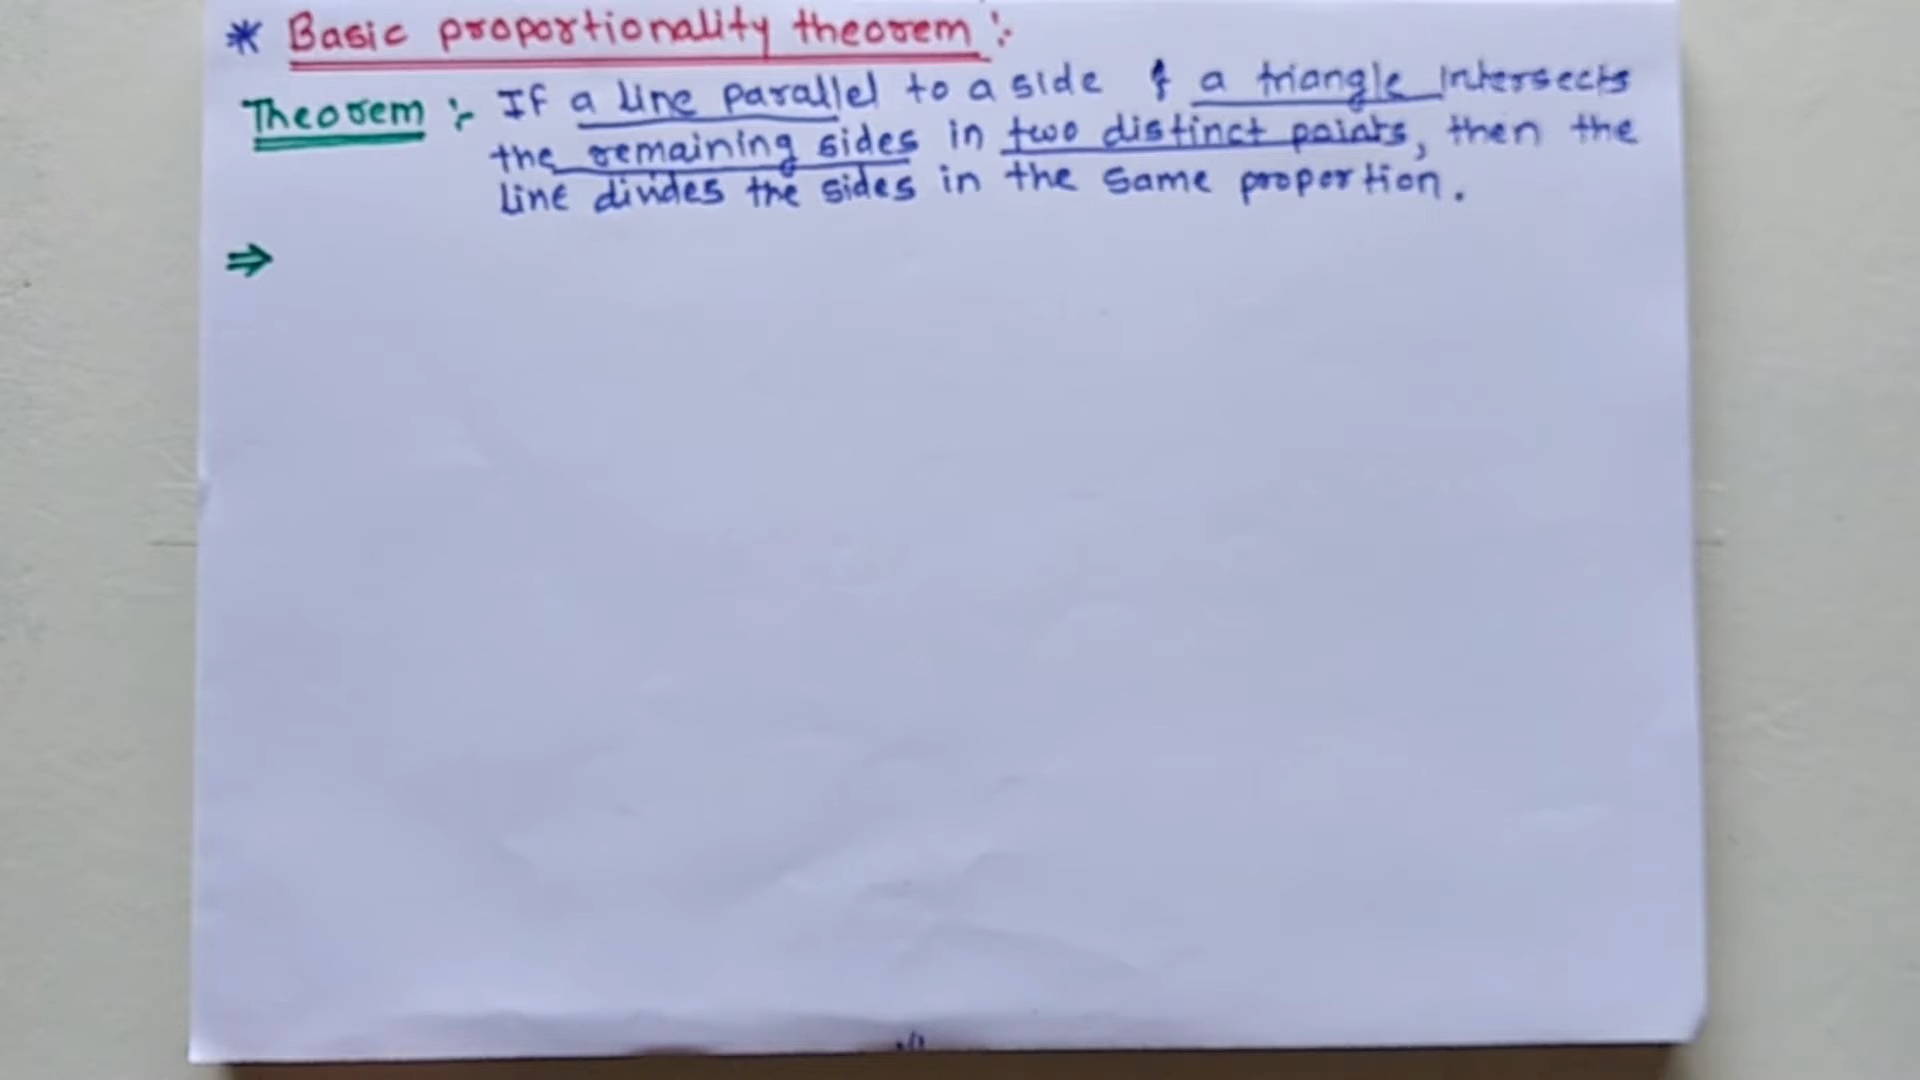 * Basic proportionality theorem :-
Theorem :- If a line parallel to a side of a triangle intersects
the remaining sides in two distinct points, then the
line divides the sides in the same proportion.
⇒